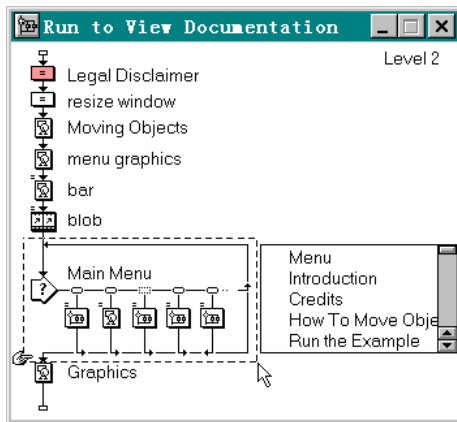 Run to View Documentation
Level 2
Legal Disclaimer
resize window
Moving Objects
menu graphics
bar
blob
Main Menu
Menu
Introduction
Credits
How To Move Obje
Run the Example
Graphics